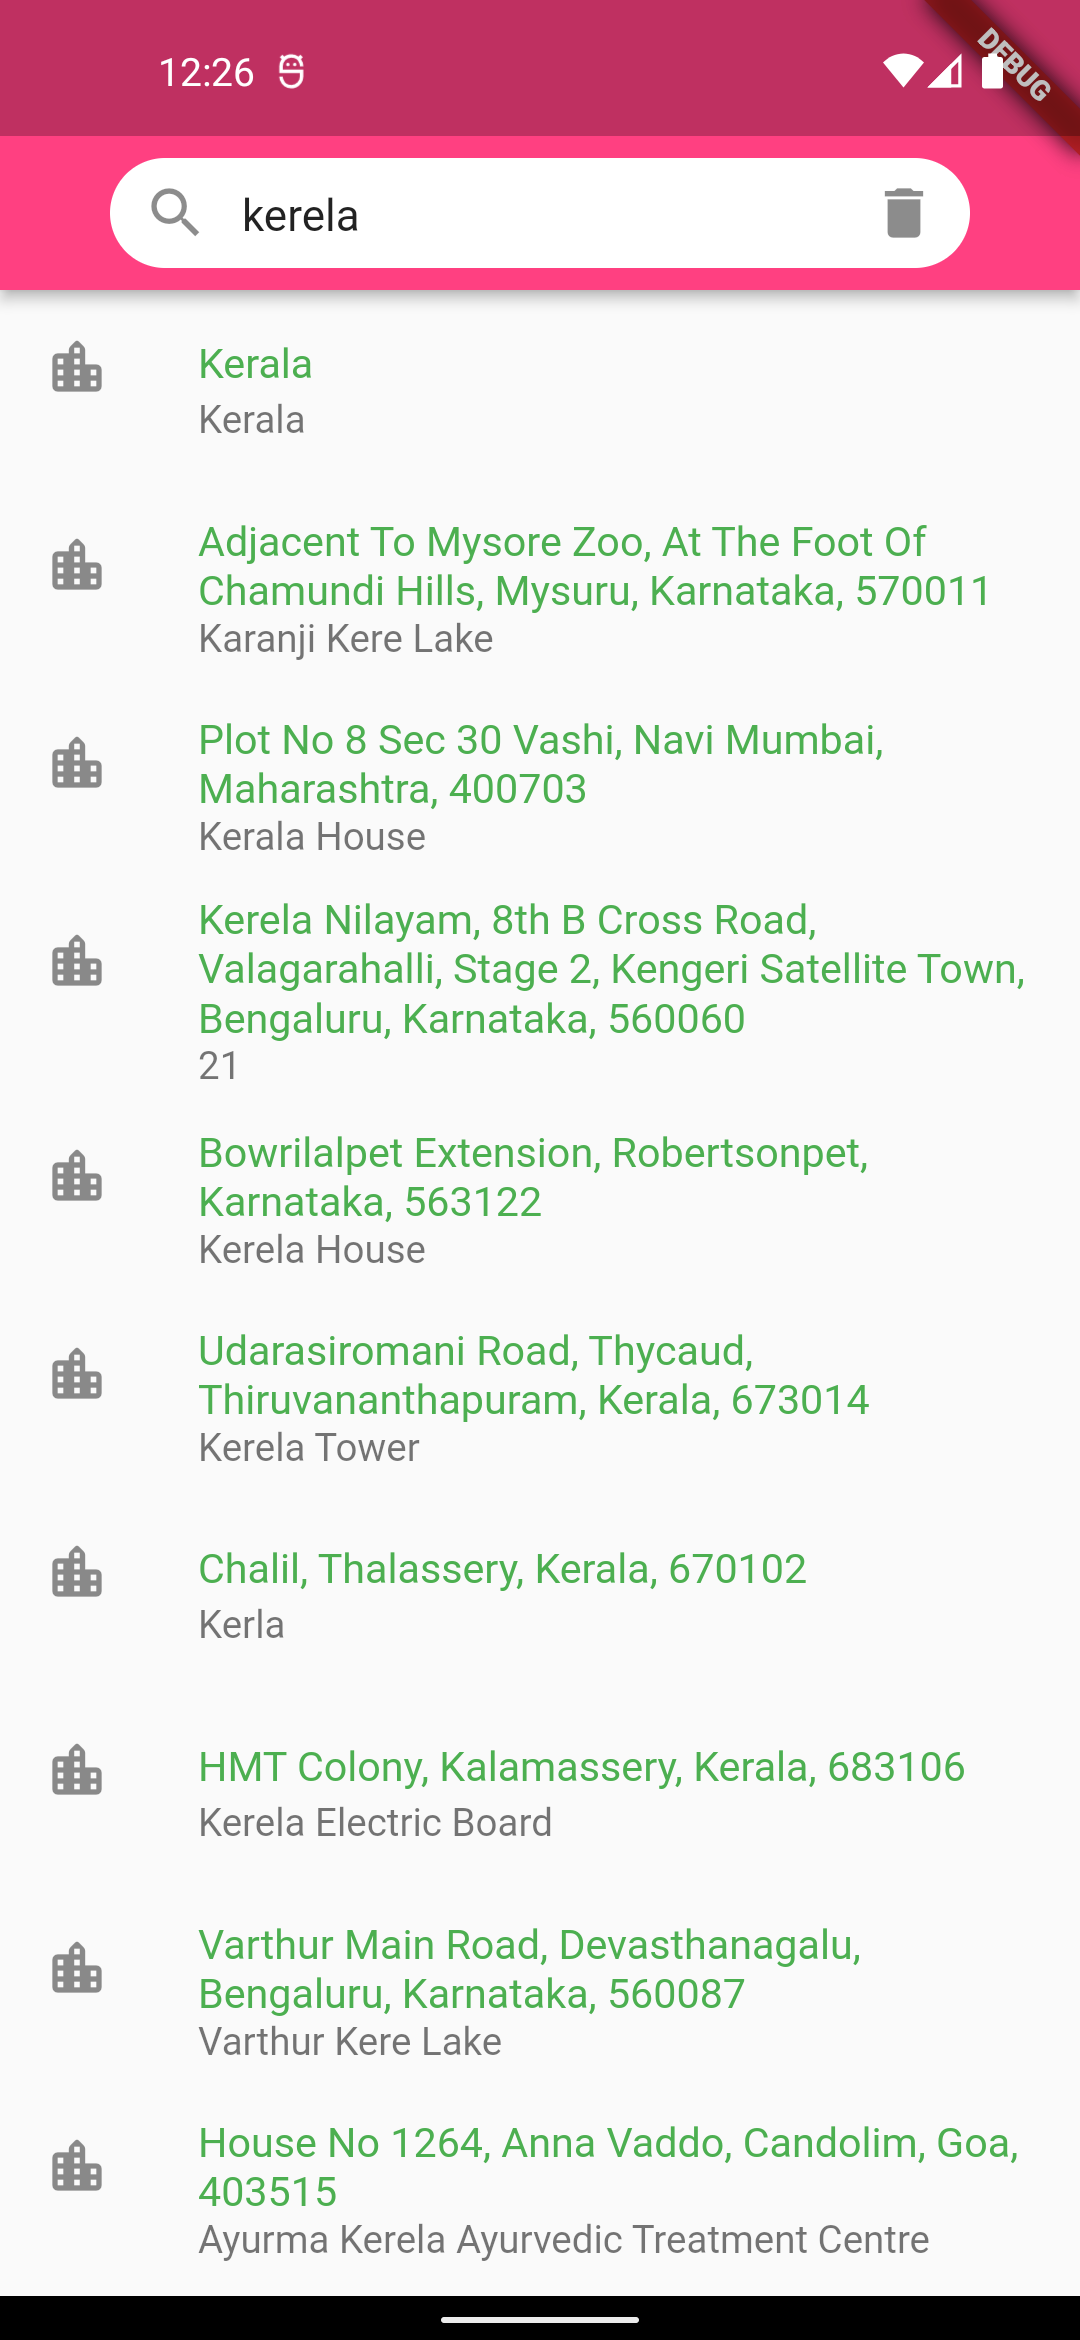 12:26
DEBUG
kerela
Kerala
Kerala
Adjacent To Mysore Zoo, At The Foot Of
Chamundi Hills, Mysuru, Karnataka, 570011
Karanji Kere Lake
Plot No 8 Sec 30 Vashi, Navi Mumbai,
Maharashtra, 400703
Kerala House
Kerela Nilayam, 8th B Cross Road,
Valagarahalli, Stage 2, Kengeri Satellite Town,
Bengaluru, Karnataka, 560060
21
Bowrilalpet Extension, Robertsonpet,
Karnataka, 563122
Kerela House
Udarasiromani Road, Thycaud,
Thiruvananthapuram, Kerala, 673014
Kerela Tower
Chalil, Thalassery, Kerala, 670102
Kerla
HMT Colony, Kalamassery, Kerala, 683106
Kerela Electric Board
Varthur Main Road, Devasthanagalu,
Bengaluru, Karnataka, 560087
Varthur Kere Lake
House No 1264, Anna Vaddo, Candolim, Goa,
403515
Ayurma Kerela Ayurvedic Treatment Centre